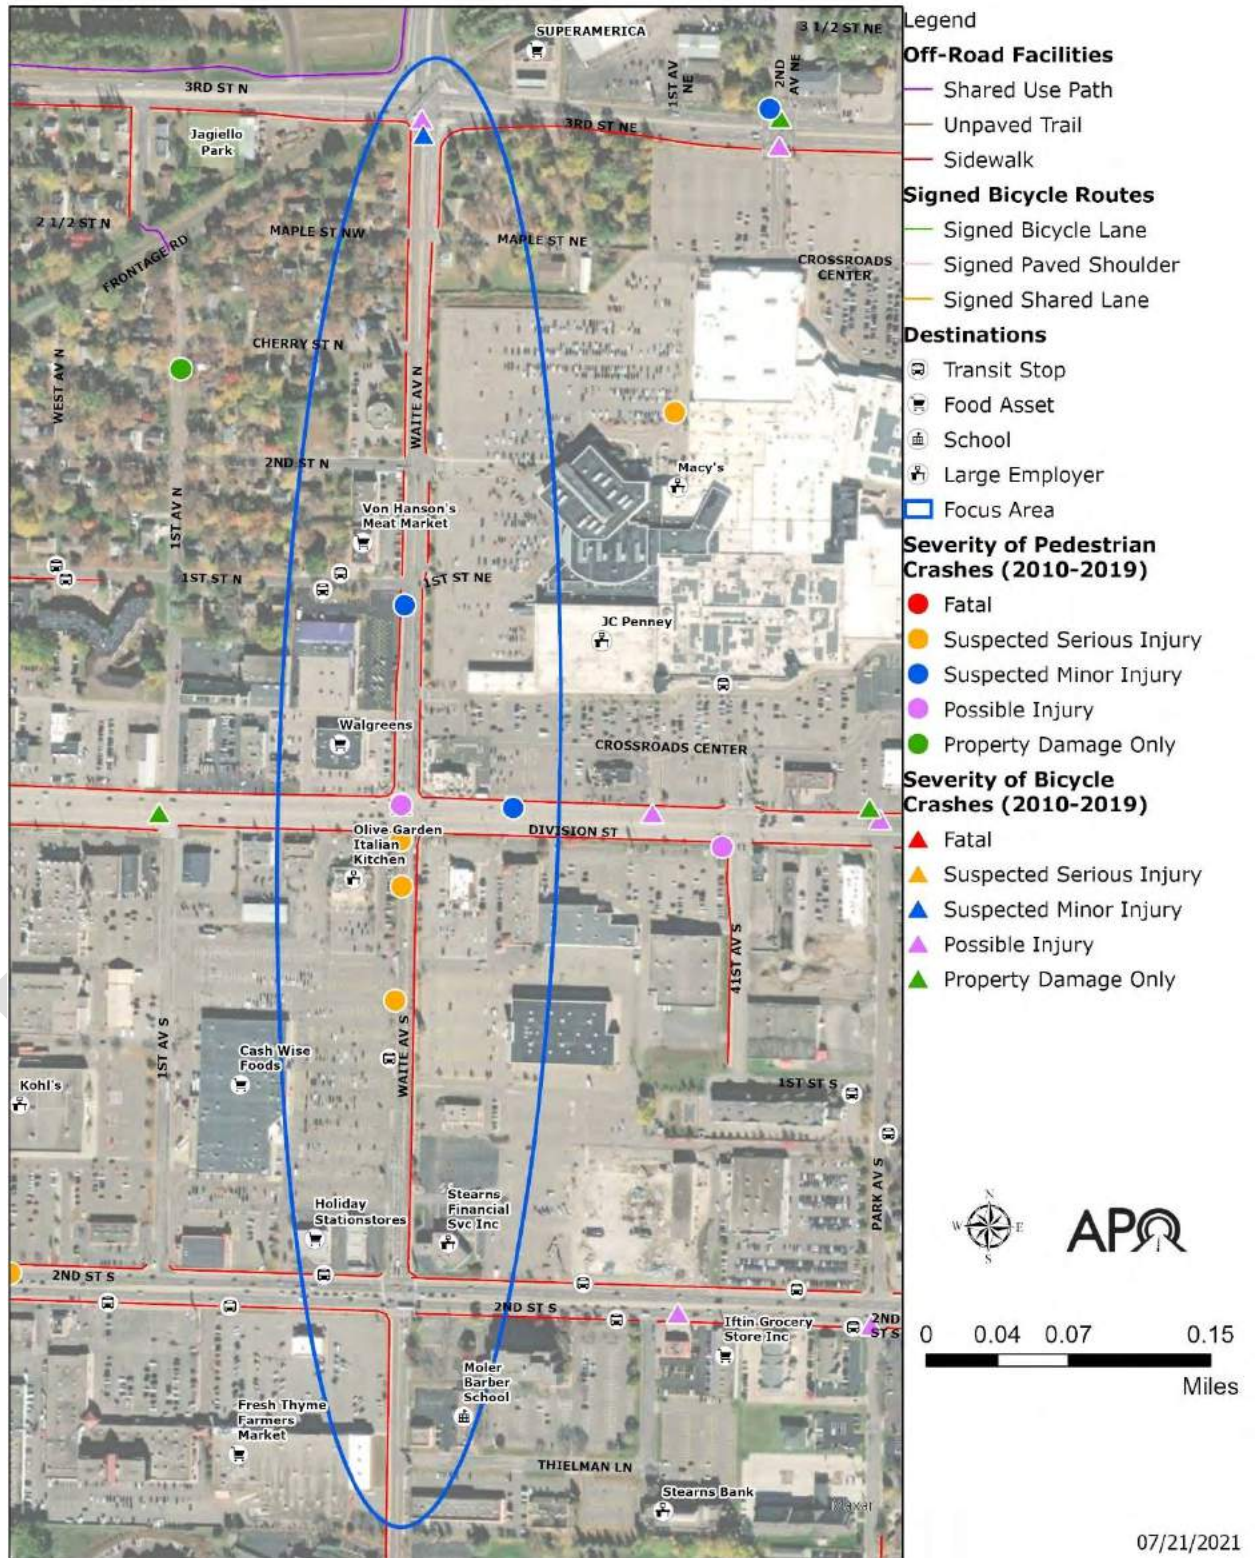 SUPERAMERICA
3 1/2 ST NE
3RD ST N
1ST AV
NE
2ND
AV NE
Jagiello
Park
3RD ST NE
2 1/2 ST N
FRONTAGE RD
MAPLE ST NW
MAPLE ST NE
CROSSROADS
CENTER
CHERRY ST N
WEST AV N
WAITE AV N
2ND ST N
Macy's
Von Hanson's
Meat Market
1ST AV N
1ST ST N
1ST ST NE
JC Penney
Walgreens
CROSSROADS CENTER
Olive Garden
Italian
Kitchen
DIVISION ST
41ST AV S
1ST AV S
WAITE AV S
Cash Wise
Foods
Kohl's
1ST ST S
PARK AV S
Holiday
Stationstores
Stearns
Financial
Svc Inc
2ND ST S
2ND ST S
Iftin Grocery
Store Inc
2ND
ST S
Moler
Barber
School
Fresh Thyme
Farmers
Market
THIELMAN LN
Stearns Bank
Maxar
Legend
Off-Road Facilities
Shared Use Path
Unpaved Trail
Sidewalk
Signed Bicycle Routes
Signed Bicycle Lane
Signed Paved Shoulder
Signed Shared Lane
Destinations
Transit Stop
Food Asset
School
Large Employer
Focus Area
Severity of Pedestrian
Crashes (2010-2019)
Fatal
Suspected Serious Injury
Suspected Minor Injury
Possible Injury
Property Damage Only
Severity of Bicycle
Crashes (2010-2019)
Fatal
Suspected Serious Injury
Suspected Minor Injury
Possible Injury
Property Damage Only
N
W E
S
APO
0 0.04 0.07 0.15
Miles
07/21/2021